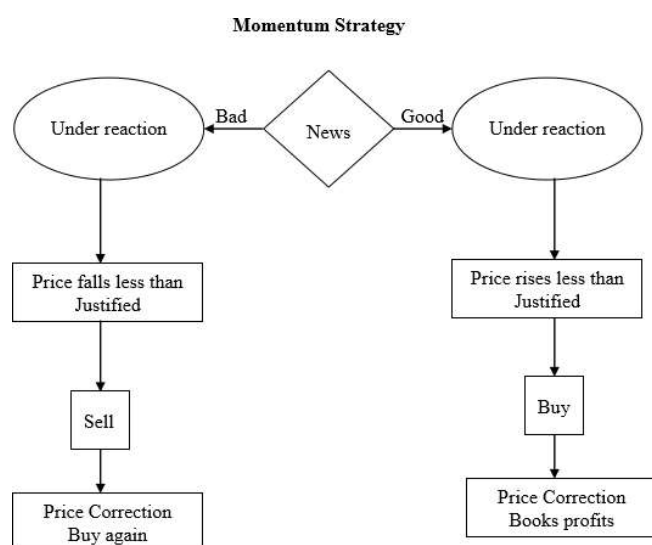 Momentum Strategy
Under reaction
Bad
News
Good
Under reaction
Price falls less than
Justified
Price rises less than
Justified
Sell
Buy
Price Correction
Buy again
Price Correction
Books profits